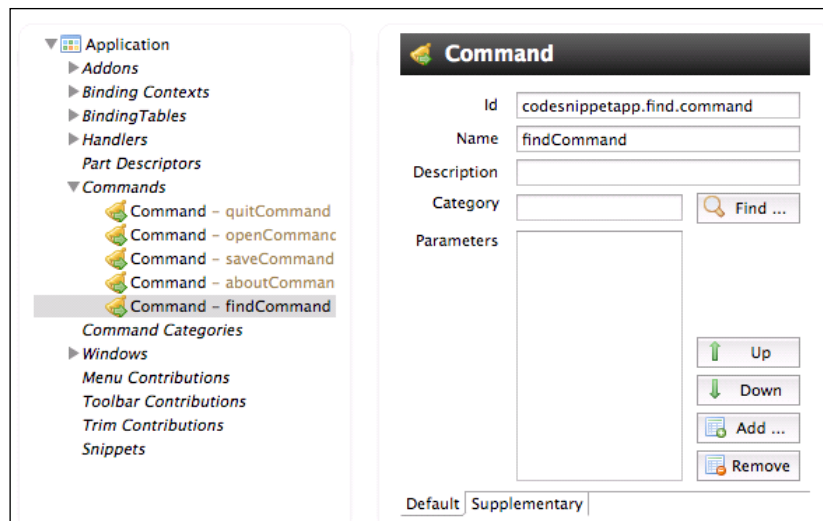 Application
Addons
Binding Contexts
BindingTables
Handlers
Part Descriptors
Commands
Command – quitCommand
Command – openCommanc
Command – saveCommand
Command – aboutComman
Command – findCommand
Command Categories
Windows
Menu Contributions
Toolbar Contributions
Trim Contributions
Snippets
Command
Id codesnippetapp.find.command
Name findCommand
Description
Category Find ...
Parameters
Up
Down
Add ...
Remove
Default Supplementary